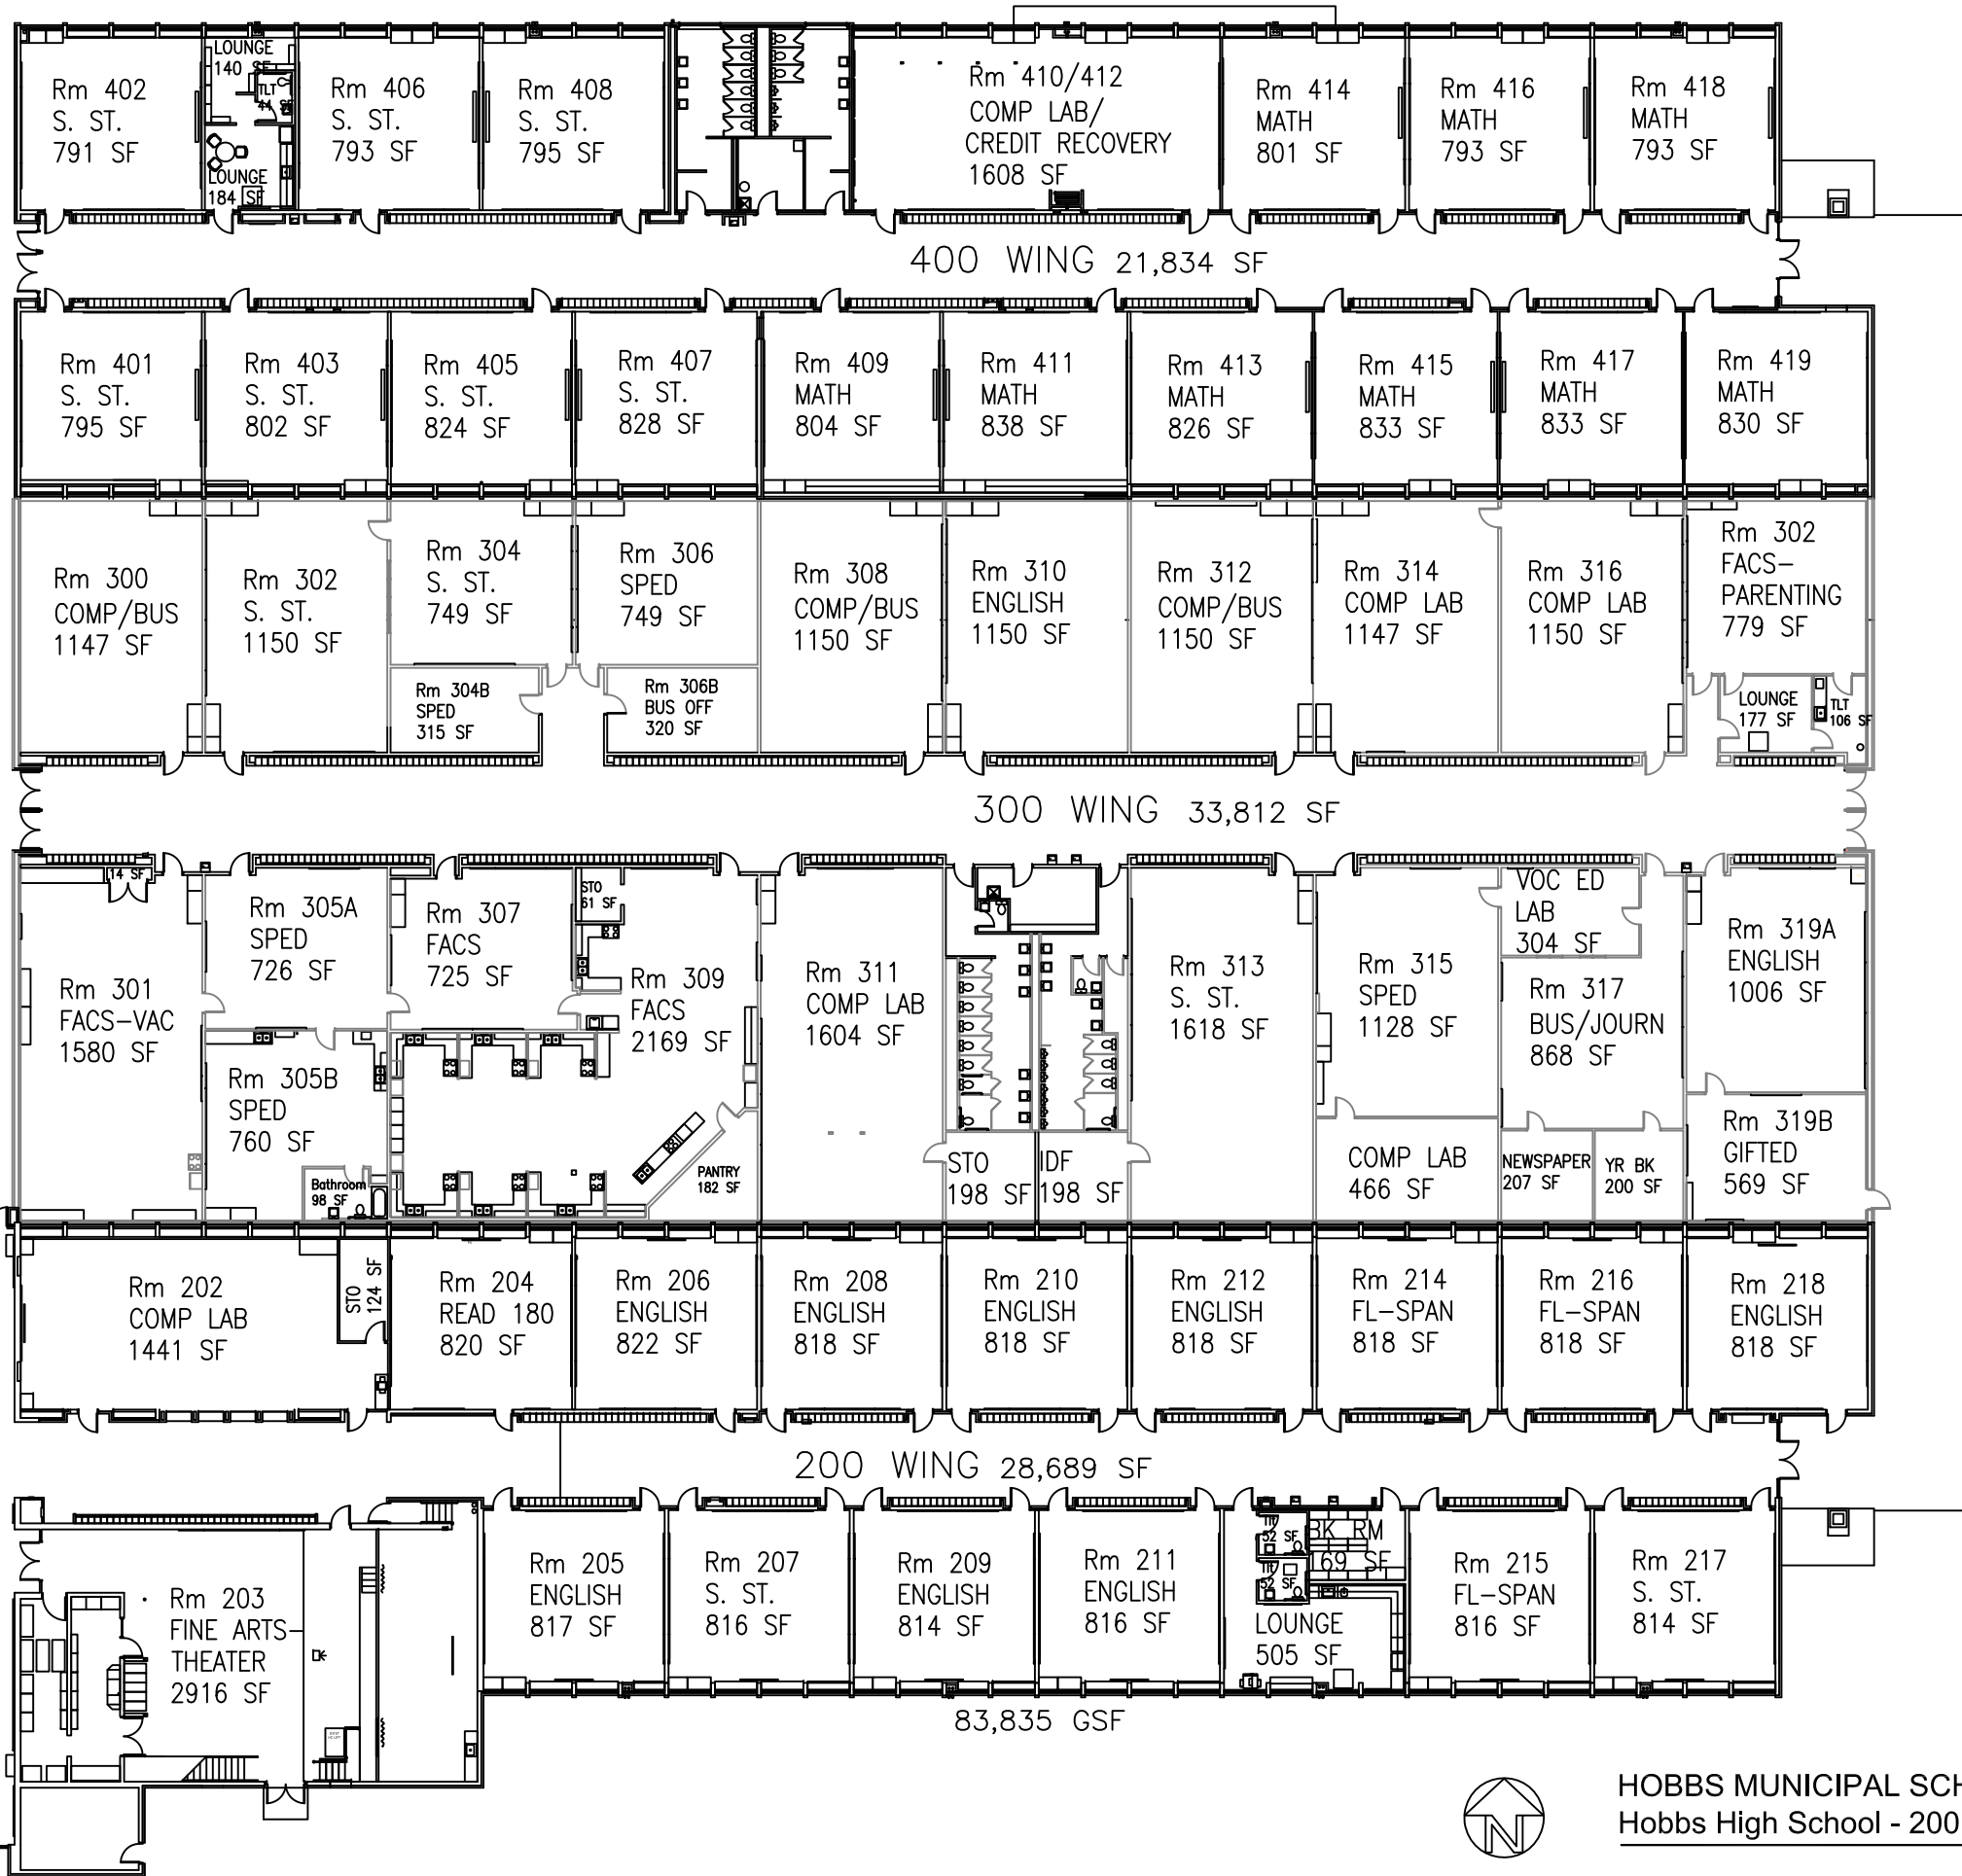 Rm 402
S. ST.
791 SF
LOUNGE
140 SF
TLT
44 SF
LOUNGE
184 SF
Rm 406
S. ST.
793 SF
Rm 408
S. ST.
795 SF
Rm 410/412
COMP LAB/
CREDIT RECOVERY
1608 SF
Rm 414
MATH
801 SF
Rm 416
MATH
793 SF
Rm 418
MATH
793 SF
400 WING 21,834 SF
Rm 401
S. ST.
795 SF
Rm 403
S. ST.
802 SF
Rm 405
S. ST.
824 SF
Rm 407
S. ST.
828 SF
Rm 409
MATH
804 SF
Rm 411
MATH
838 SF
Rm 413
MATH
826 SF
Rm 415
MATH
833 SF
Rm 417
MATH
833 SF
Rm 419
MATH
830 SF
Rm 300
COMP/BUS
1147 SF
Rm 302
S. ST.
1150 SF
Rm 304
S. ST.
749 SF
Rm 306
SPED
749 SF
Rm 308
COMP/BUS
1150 SF
Rm 310
ENGLISH
1150 SF
Rm 312
COMP/BUS
1150 SF
Rm 314
COMP LAB
1147 SF
Rm 316
COMP LAB
1150 SF
Rm 302
FACS-
PARENTING
779 SF
Rm 304B
SPED
315 SF
Rm 306B
BUS OFF
320 SF
LOUNGE
177 SF
TLT
106 SF
300 WING 33,812 SF
14 SF
Rm 301
FACS-VAC
1580 SF
Rm 305A
SPED
726 SF
Rm 307
FACS
725 SF
STO
61 SF
Rm 309
FACS
2169 SF
Rm 311
COMP LAB
1604 SF
Rm 313
S. ST.
1618 SF
Rm 315
SPED
1128 SF
VOC ED
LAB
304 SF
Rm 317
BUS/JOURN
868 SF
Rm 319A
ENGLISH
1006 SF
Rm 305B
SPED
760 SF
Bathroom
98 SF
PANTRY
182 SF
STO
198 SF
IDF
198 SF
COMP LAB
466 SF
NEWSPAPER
207 SF
YR BK
200 SF
Rm 319B
GIFTED
569 SF
Rm 202
COMP LAB
1441 SF
STO
124 SF
Rm 204
READ 180
820 SF
Rm 206
ENGLISH
822 SF
Rm 208
ENGLISH
818 SF
Rm 210
ENGLISH
818 SF
Rm 212
ENGLISH
818 SF
Rm 214
FL-SPAN
818 SF
Rm 216
FL-SPAN
818 SF
Rm 218
ENGLISH
818 SF
200 WING 28,689 SF
Rm 203
FINE ARTS-
THEATER
2916 SF
Rm 205
ENGLISH
817 SF
Rm 207
S. ST.
816 SF
Rm 209
ENGLISH
814 SF
Rm 211
ENGLISH
816 SF
52 SF
52 SF
BK RM
169 SF
LOUNGE
505 SF
Rm 215
FL-SPAN
816 SF
Rm 217
S. ST.
814 SF
83,835 GSF
N
HOBBS MUNICIPAL SCH
Hobbs High School - 200